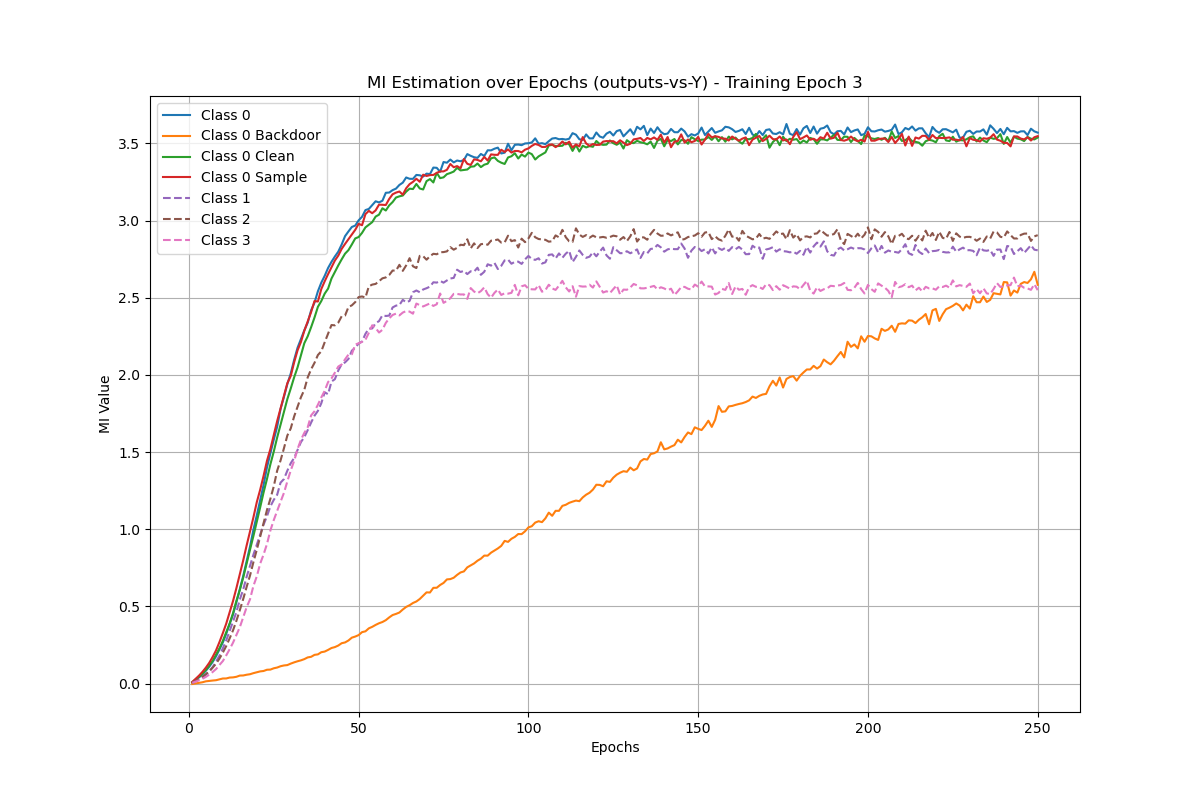 MI Estimation over Epochs (outputs-vs-Y) - Training Epoch 3
Class 0
Class 0 Backdoor
Class 0 Clean
Class 0 Sample
Class 1
Class 2
Class 3
MI Value
3.5
3.0
2.5
2.0
1.5
1.0
0.5
0.0
0 50 100 150 200 250
Epochs